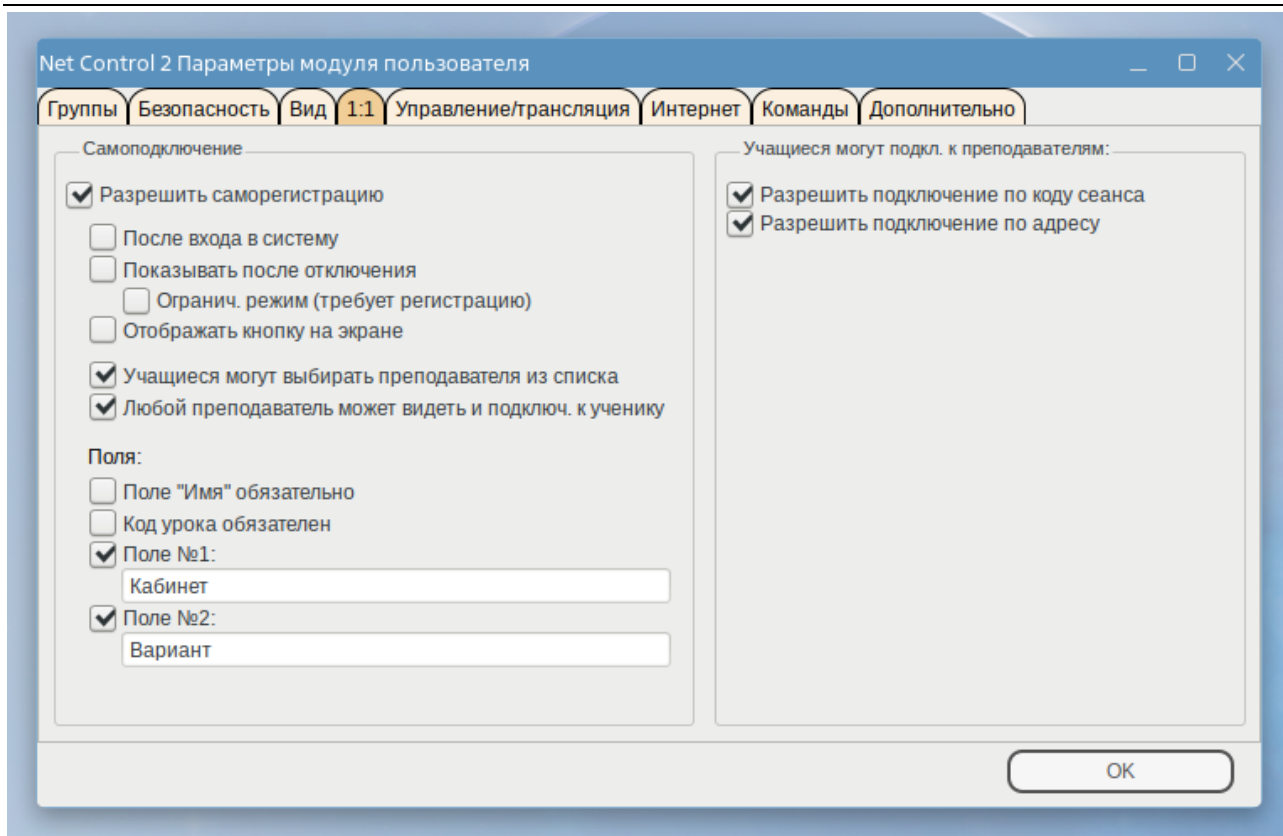 Net Control 2 Параметры модуля пользователя
Группы Безопасность Вид 1:1 Управление/трансляция Интернет Команды Дополнительно
Самоподключение
Разрешить саморегистрацию
После входа в систему
Показывать после отключения
Огранич. режим (требует регистрацию)
Отображать кнопку на экране
Учащиеся могут выбирать преподавателя из списка
Любой преподаватель может видеть и подключ. к ученику
Поля:
Поле "Имя" обязательно
Код урока обязателен
Поле №1:
Кабинет
Поле №2:
Вариант
Учащиеся могут подкл. к преподавателям:
Разрешить подключение по коду сеанса
Разрешить подключение по адресу
OK